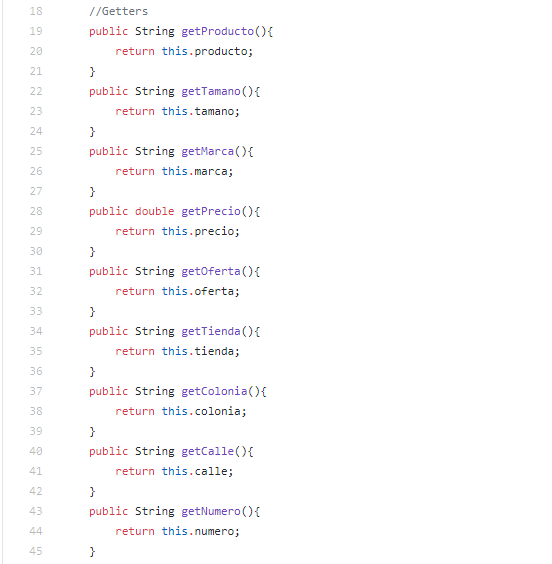 18 //Getters
19 public String getProducto(){
20 return this.producto;
21 }
22 public String getTamano(){
23 return this.tamano;
24 }
25 public String getMarca(){
26 return this.marca;
27 }
28 public double getPrecio(){
29 return this.precio;
30 }
31 public String getOferta(){
32 return this.oferta;
33 }
34 public String getTienda(){
35 return this.tienda;
36 }
37 public String getColonia(){
38 return this.colonia;
39 }
40 public String getCalle(){
41 return this.calle;
42 }
43 public String getNumero(){
44 return this.numero;
45 }